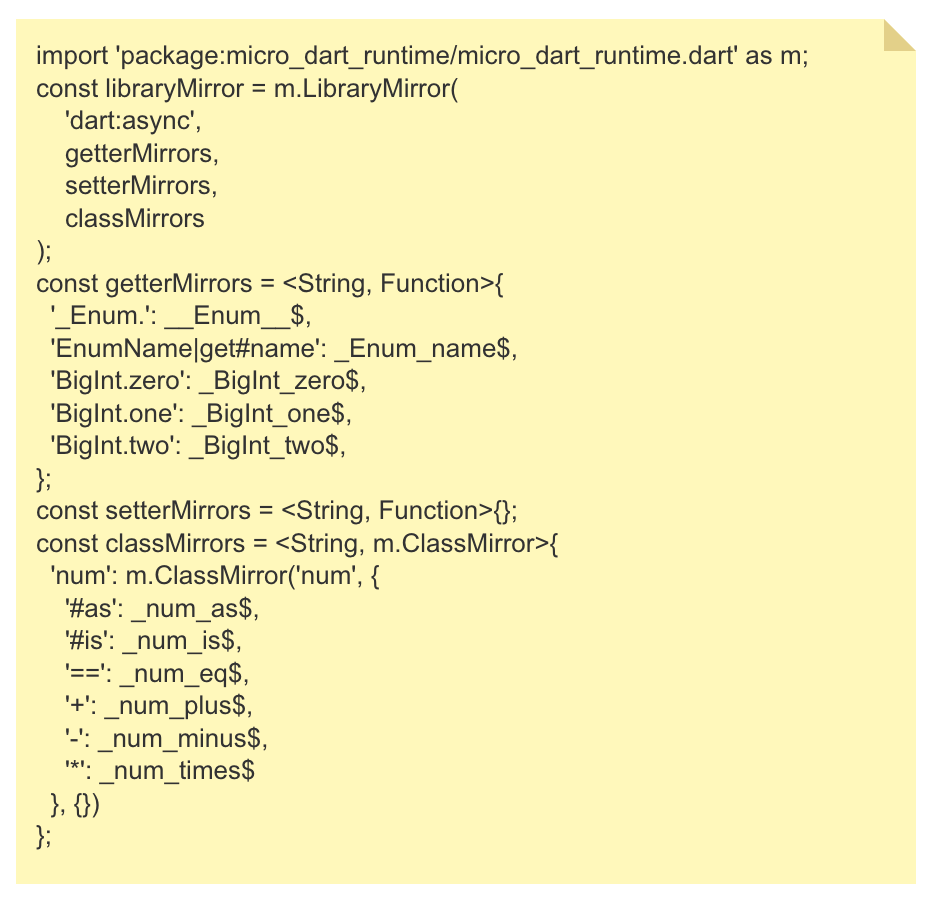 import 'package:micro_dart_runtime/micro_dart_runtime.dart' as m;
const libraryMirror = m.LibraryMirror(
    'dart:async',
    getterMirrors,
    setterMirrors,
    classMirrors
);
const getterMirrors = <String, Function>{
  '_Enum.': __Enum__$,
  'EnumName|get#name': _Enum_name$,
  'BigInt.zero': _BigInt_zero$,
  'BigInt.one': _BigInt_one$,
  'BigInt.two': _BigInt_two$,
};
const setterMirrors = <String, Function>{};
const classMirrors = <String, m.ClassMirror>{
  'num': m.ClassMirror('num', {
    '#as': _num_as$,
    '#is': _num_is$,
    '==': _num_eq$,
    '+': _num_plus$,
    '-': _num_minus$,
    '*': _num_times$
  }, {})
};